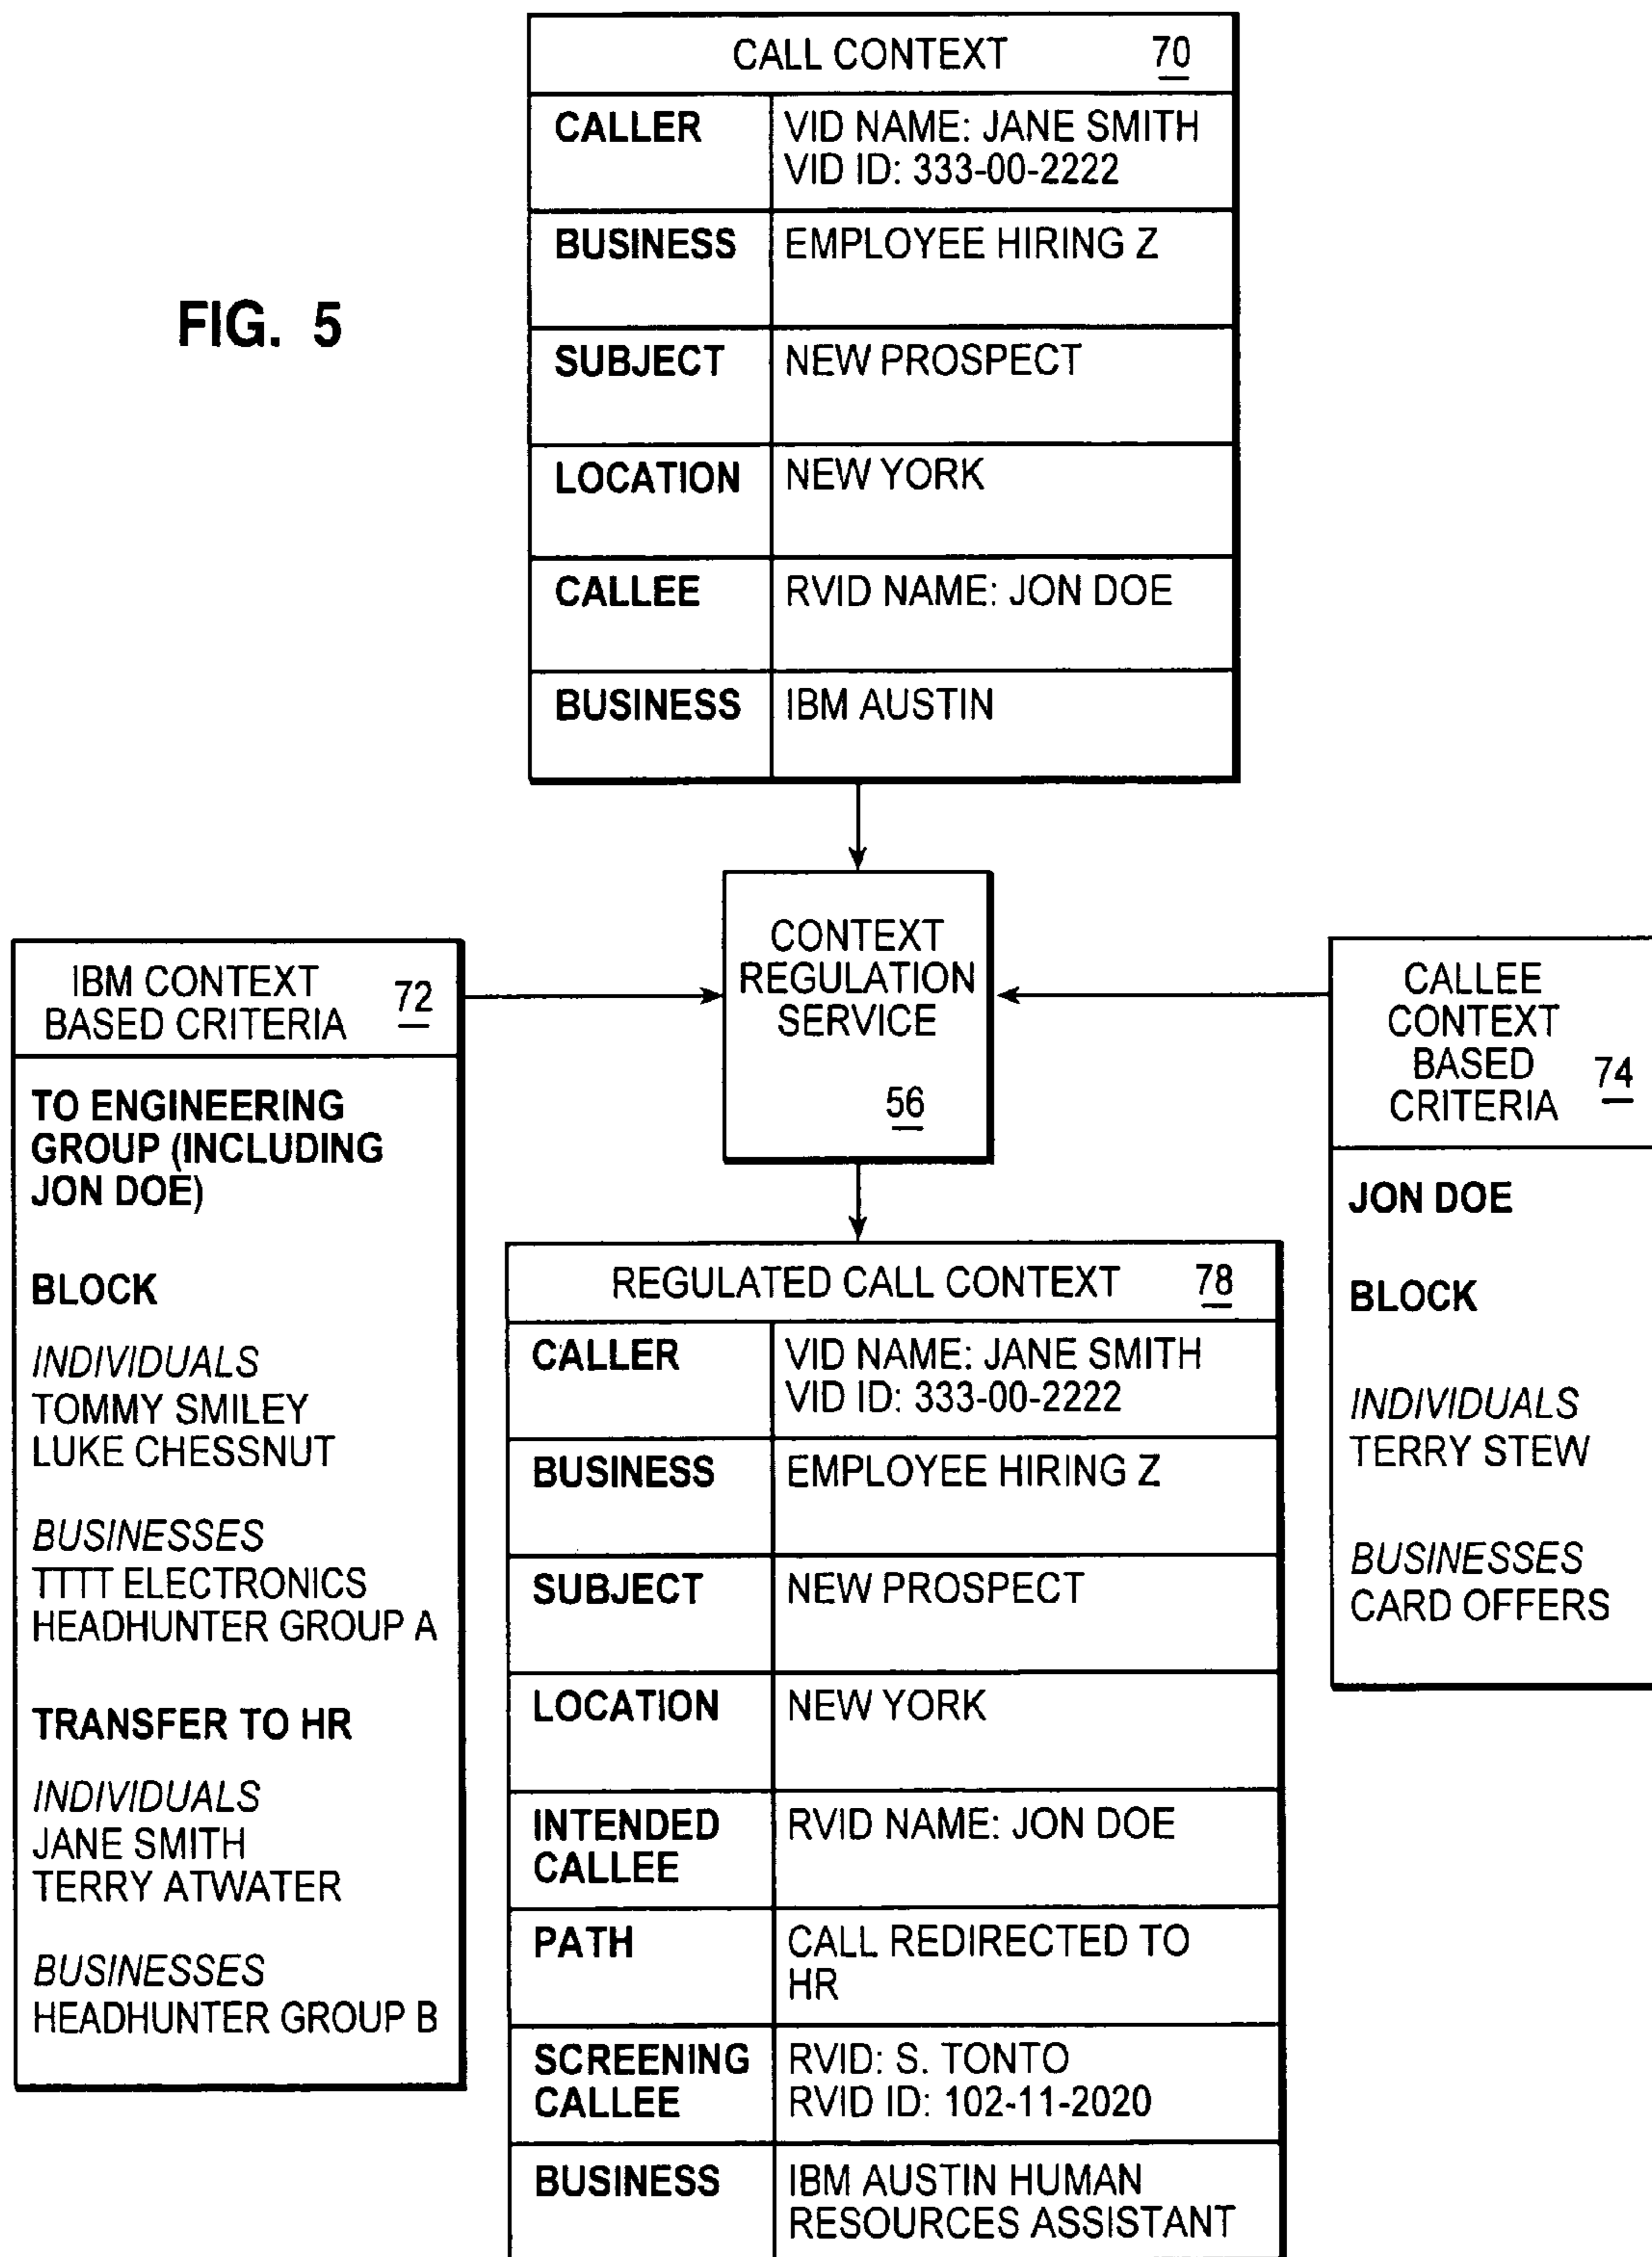 FIG. 5
CALL CONTEXT 70
CALLER VID NAME: JANE SMITH
VID ID: 333-00-2222
BUSINESS EMPLOYEE HIRING Z
SUBJECT NEW PROSPECT
LOCATION NEW YORK
CALLEE RVID NAME: JON DOE
BUSINESS IBM AUSTIN
CONTEXT
REGULATION
SERVICE
56
IBM CONTEXT
BASED CRITERIA 72
TO ENGINEERING
GROUP (INCLUDING
JON DOE)
BLOCK
INDIVIDUALS
TOMMY SMILEY
LUKE CHESSNUT
BUSINESSES
TTTT ELECTRONICS
HEADHUNTER GROUP A
TRANSFER TO HR
INDIVIDUALS
JANE SMITH
TERRY ATWATER
BUSINESSES
HEADHUNTER GROUP B
CALLEE
CONTEXT
BASED 74
CRITERIA
JON DOE
BLOCK
INDIVIDUALS
TERRY STEW
BUSINESSES
CARD OFFERS
REGULATED CALL CONTEXT 78
CALLER VID NAME: JANE SMITH
VID ID: 333-00-2222
BUSINESS EMPLOYEE HIRING Z
SUBJECT NEW PROSPECT
LOCATION NEW YORK
INTENDED RVID NAME: JON DOE
CALLEE
PATH CALL REDIRECTED TO
HR
SCREENING RVID: S. TONTO
CALLEE RVID ID: 102-11-2020
BUSINESS IBM AUSTIN HUMAN
RESOURCES ASSISTANT